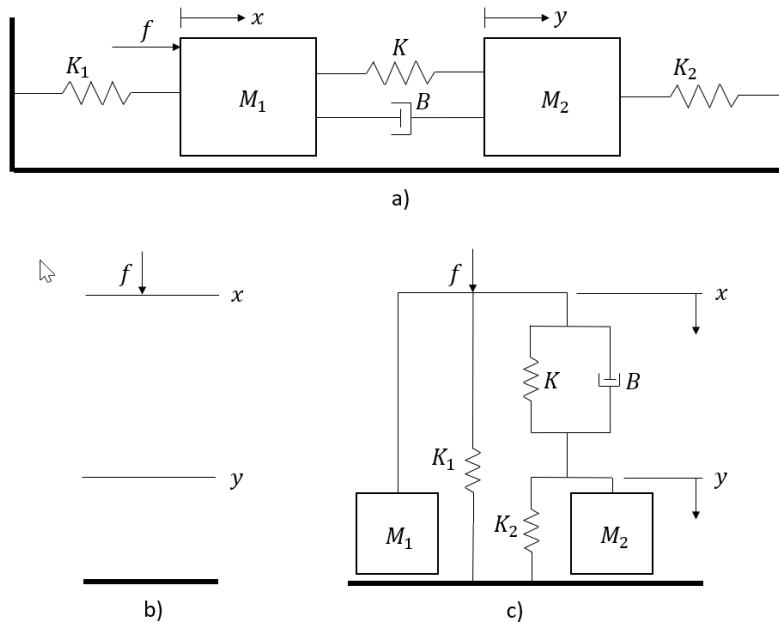 f x y
K₁ M₁ K B M₂ K₂
a)
f x
y
b)
f x
K B
K₁ y
M₁ K₂ M₂
c)